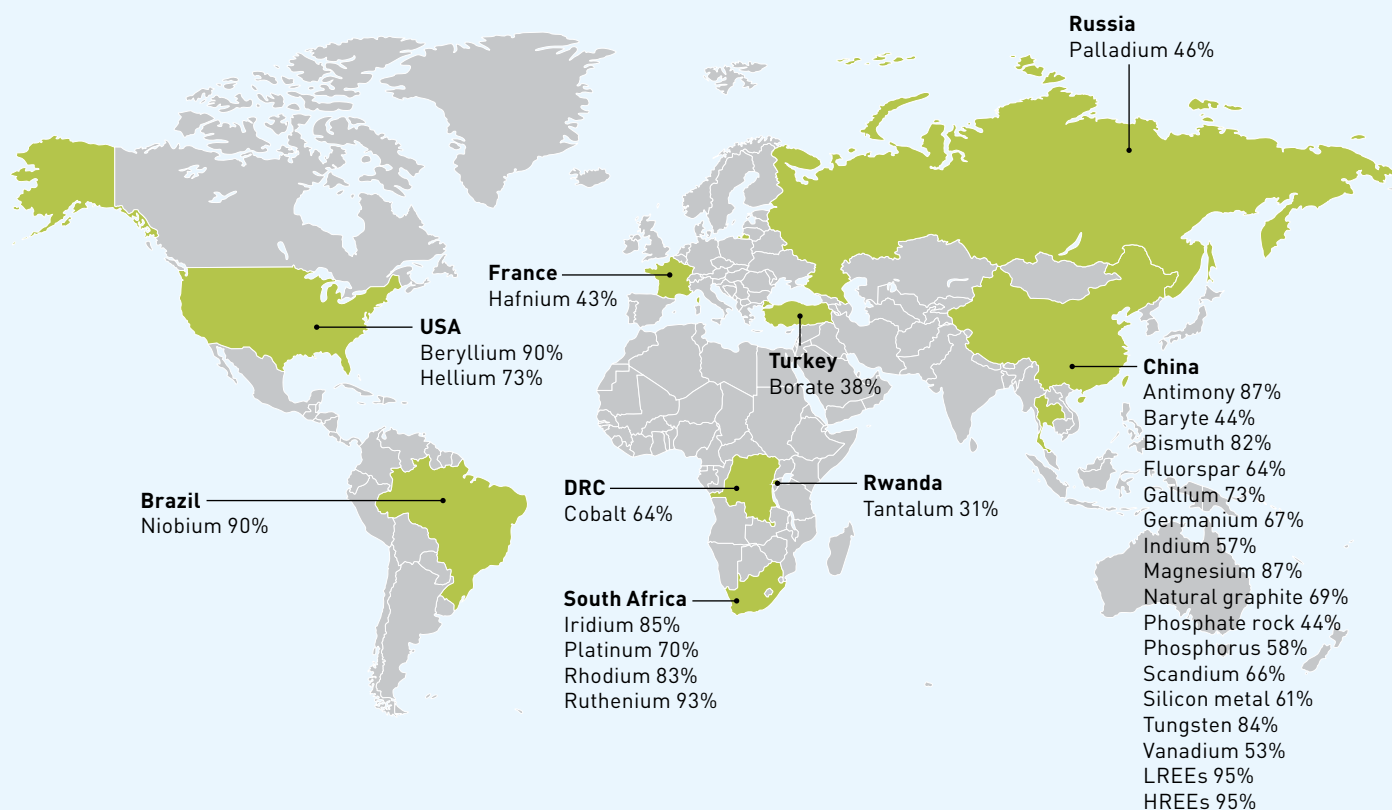 Russia
Palladium 46%
France
Hafnium 43%
USA
Beryllium 90%
Hellium 73%
Turkey
Borate 38%
China
Antimony 87%
Baryte 44%
Bismuth 82%
Fluorspar 64%
Gallium 73%
Germanium 67%
Indium 57%
Magnesium 87%
Natural graphite 69%
Phosphate rock 44%
Phosphorus 58%
Scandium 66%
Silicon metal 61%
Tungsten 84%
Vanadium 53%
LREEs 95%
HREEs 95%
Brazil
Niobium 90%
DRC
Cobalt 64%
Rwanda
Tantalum 31%
South Africa
Iridium 85%
Platinum 70%
Rhodium 83%
Ruthenium 93%